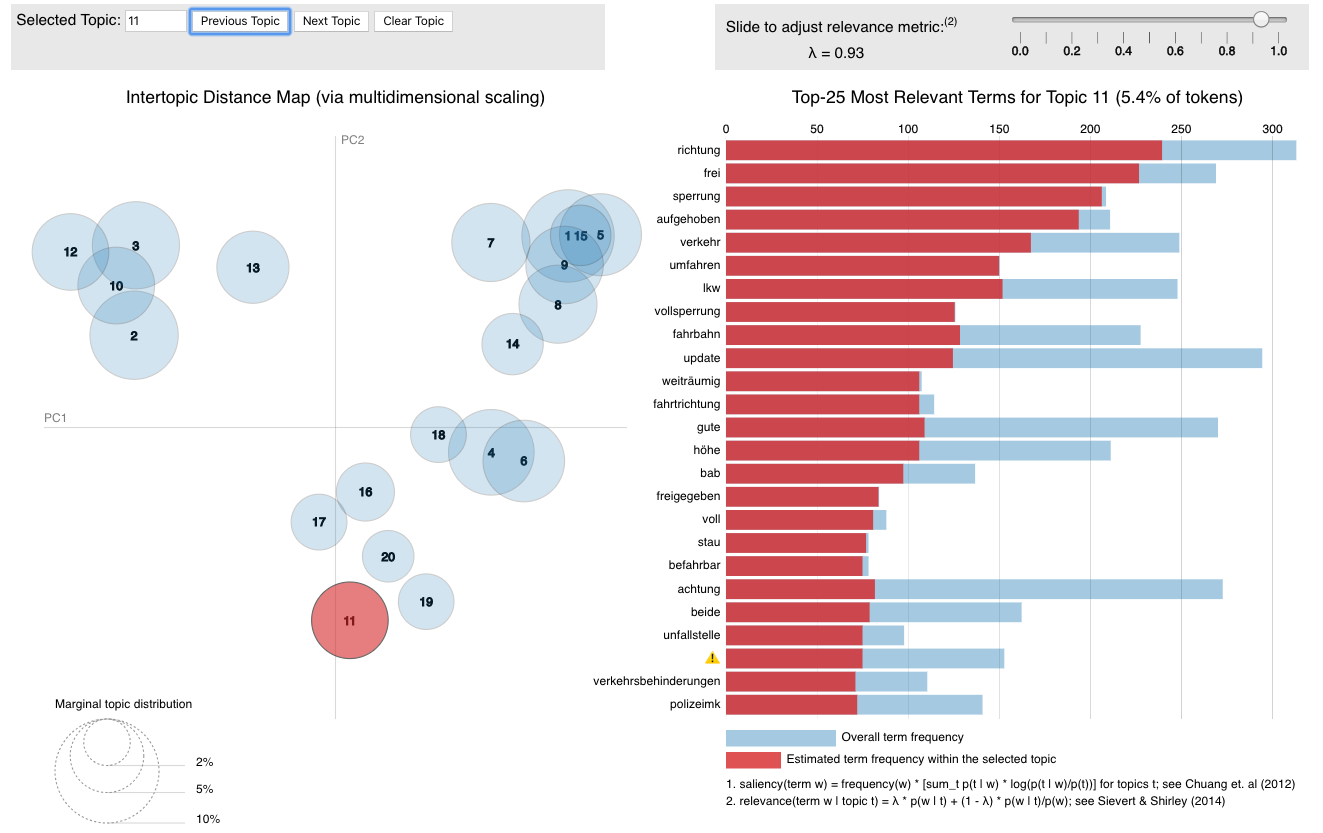 Selected Topic: 11 Previous Topic Next Topic Clear Topic
Slide to adjust relevance metric:(2)
λ = 0.93
0.0 0.2 0.4 0.6 0.8 1.0
Intertopic Distance Map (via multidimensional scaling)
PC2
PC1
12
3
10
2
13
7
1
15
5
9
8
14
18
4
6
16
17
20
19
11
Marginal topic distribution
2%
5%
10%
Top-25 Most Relevant Terms for Topic 11 (5.4% of tokens)
0 50 100 150 200 250 300
richtung
frei
sperrung
aufgehoben
verkehr
umfahren
lkw
vollsperrung
fahrbahn
update
weiträumig
fahrtrichtung
gute
höhe
bab
freigegeben
voll
stau
befahrbar
achtung
beide
unfallstelle
⚠
verkehrsbehinderungen
polizeimk
Overall term frequency
Estimated term frequency within the selected topic
1. saliency(term w) = frequency(w) * [sum_t p(t | w) * log(p(t | w)/p(t))] for topics t; see Chuang et. al (2012)
2. relevance(term w | topic t) = λ * p(w | t) + (1 - λ) * p(w | t)/p(w); see Sievert & Shirley (2014)